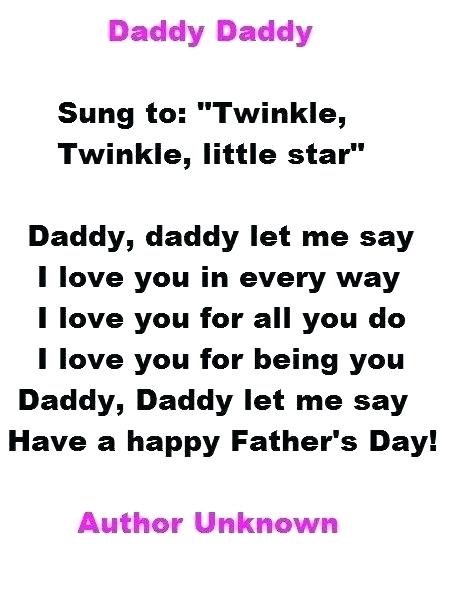 Daddy Daddy
Sung to: "Twinkle,
Twinkle, little star"
Daddy, daddy let me say
I love you in every way
I love you for all you do
I love you for being you
Daddy, Daddy let me say
Have a happy Father's Day!
Author Unknown